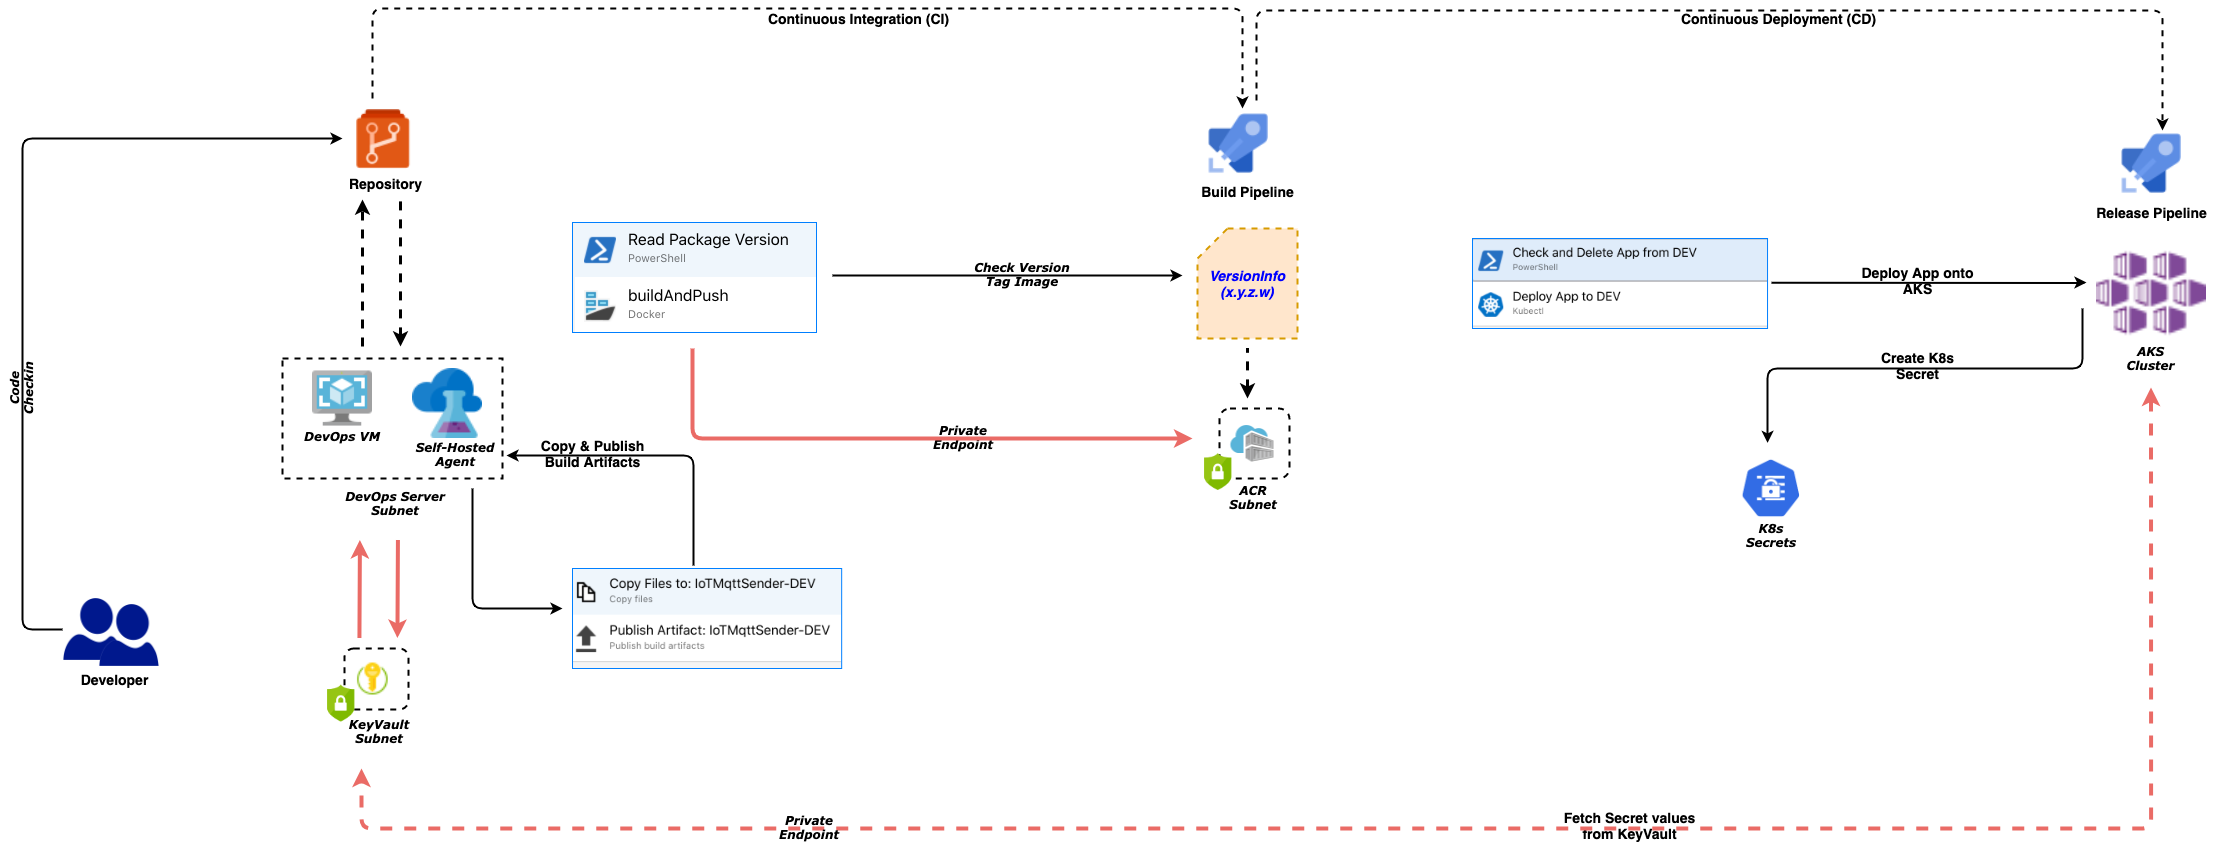 Continuous Integration (CI)
Continuous Deployment (CD)
Repository
Build Pipeline
Release Pipeline
Read Package Version
PowerShell
buildAndPush
Docker
Check Version
Tag Image
VersionInfo
(x.y.z.w)
Check and Delete App from DEV
PowerShell
Deploy App to DEV
Kubectl
Deploy App onto
AKS
AKS
Cluster
Create K8s
Secret
Code
Checkin
DevOps VM
Self-Hosted
Agent
Copy & Publish
Build Artifacts
Private
Endpoint
DevOps Server
Subnet
ACR
Subnet
K8s
Secrets
Copy Files to: IoTMqttSender-DEV
Copy files
Publish Artifact: IoTMqttSender-DEV
Publish build artifacts
Developer
KeyVault
Subnet
Private
Endpoint
Fetch Secret values
from KeyVault